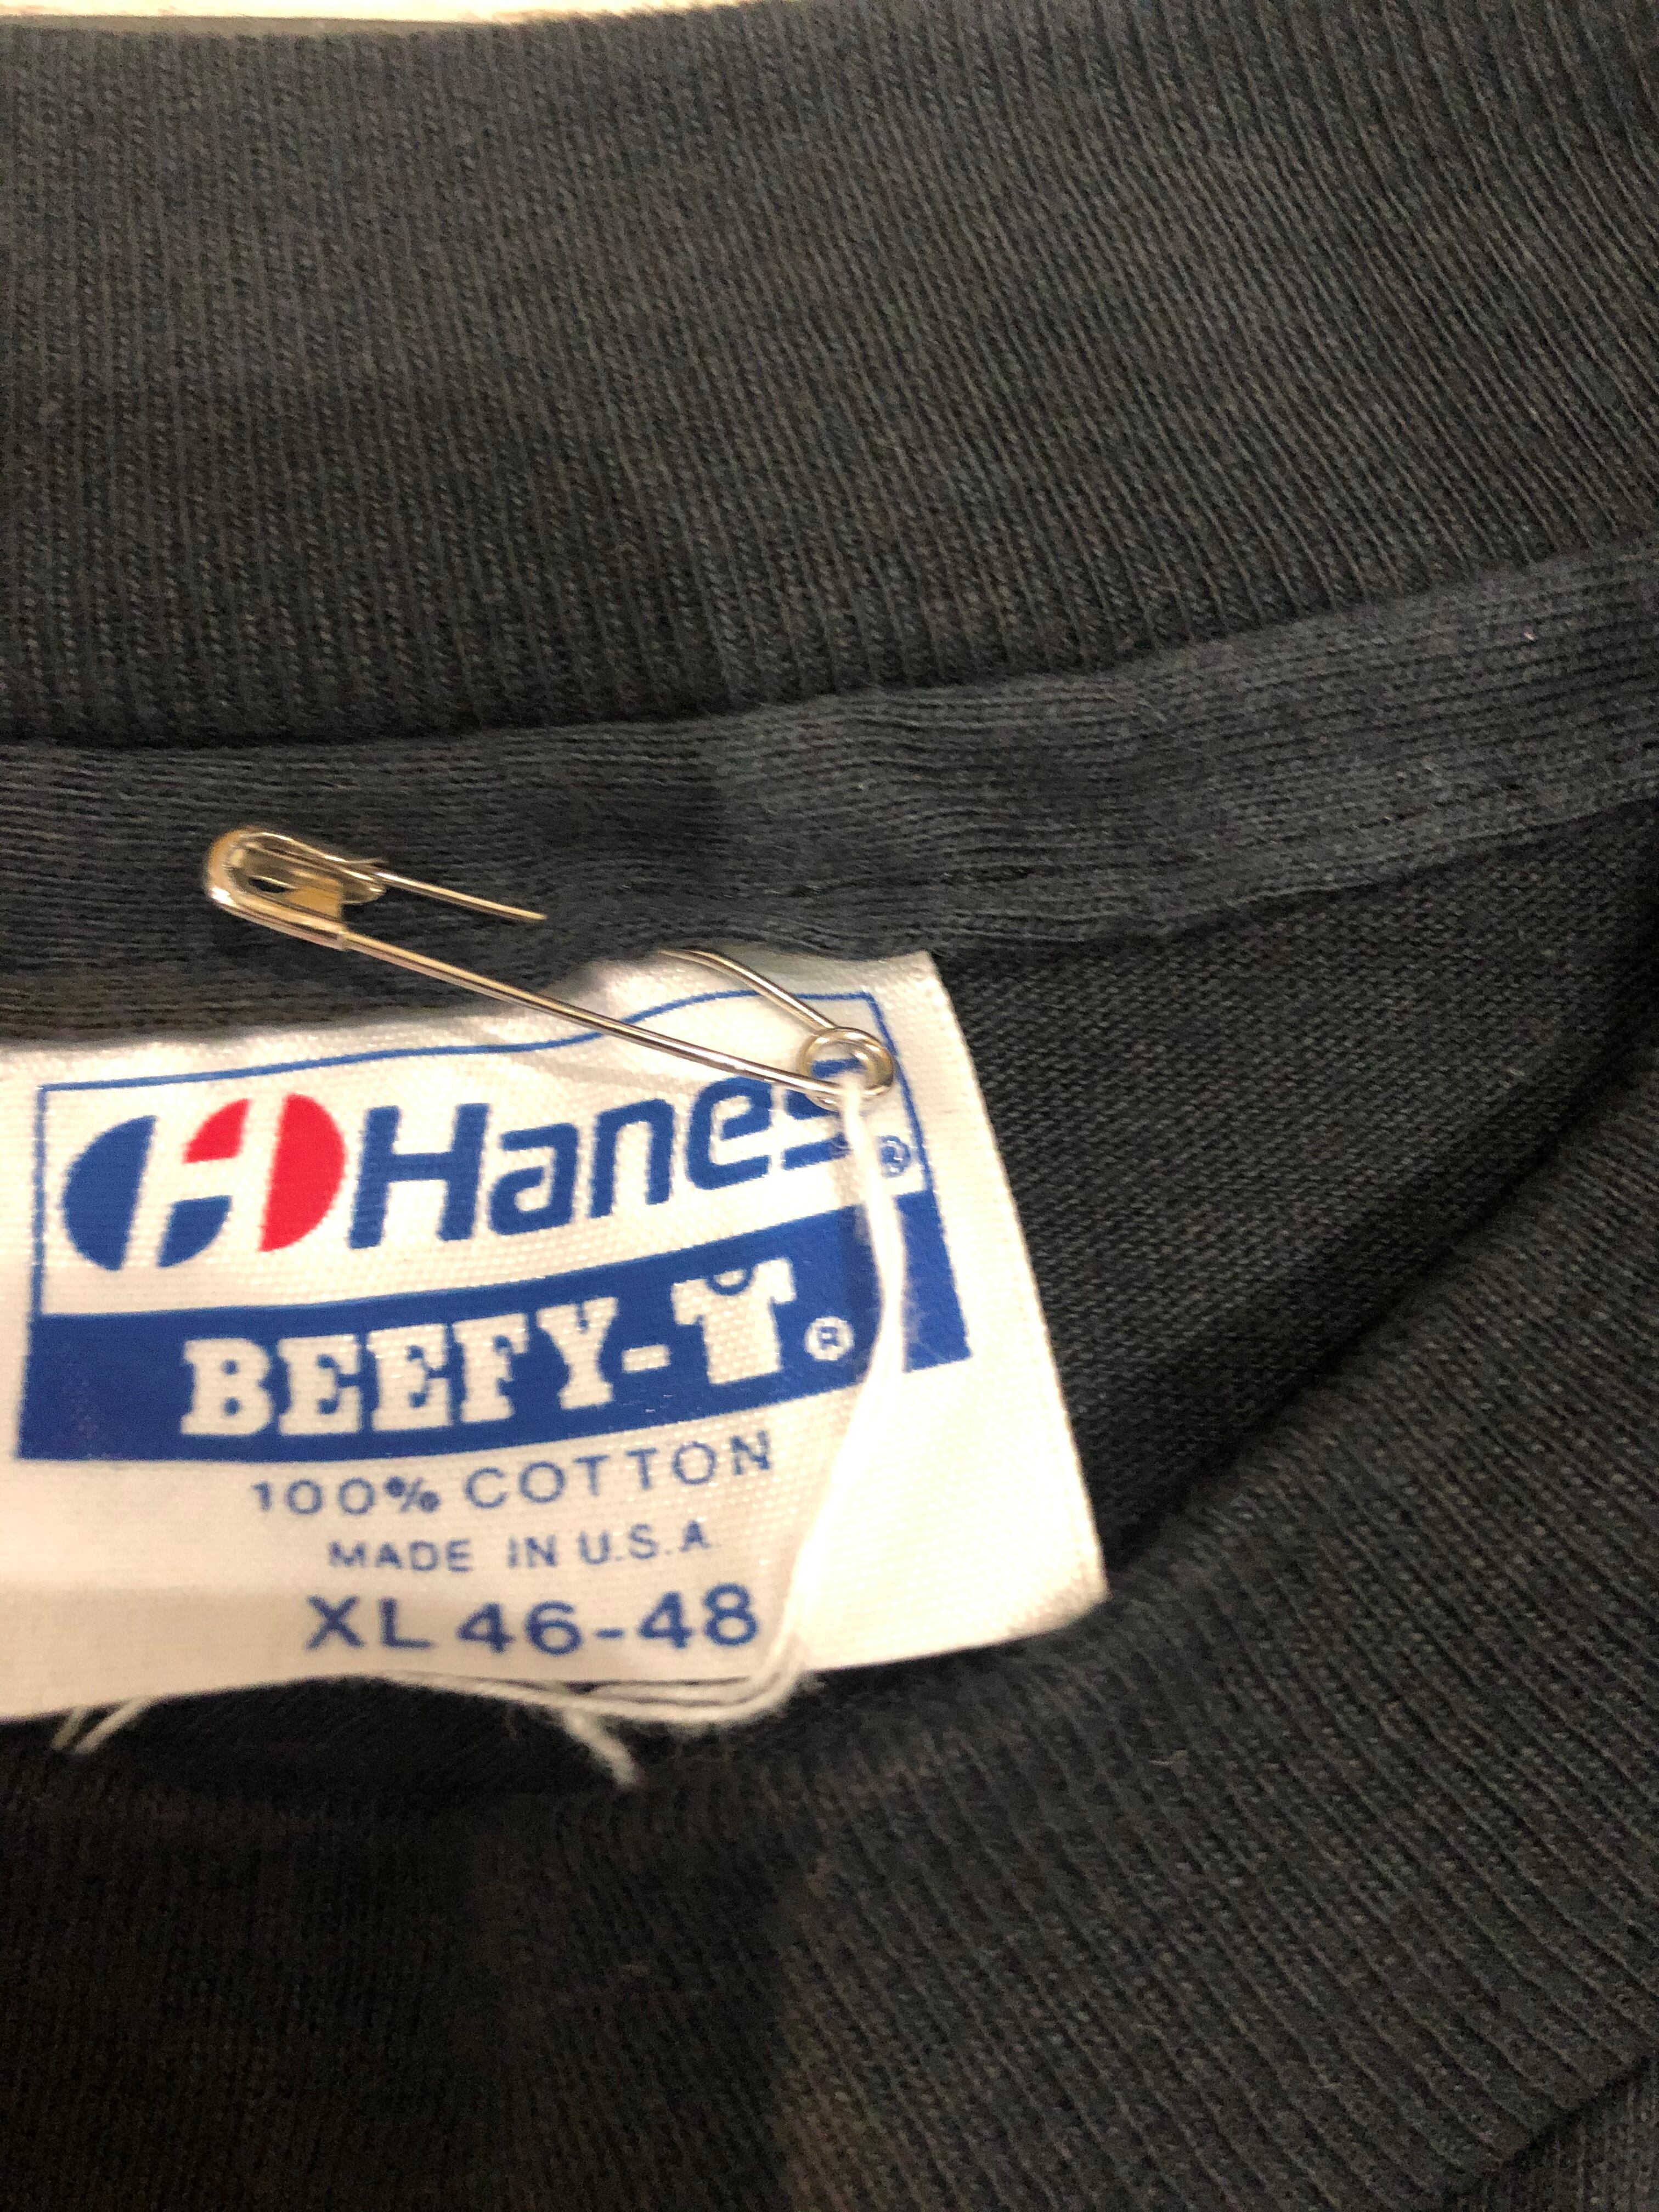 Hanes®
BEEFY-T®
100% COTTON
MADE IN U.S.A.
XL 46-48